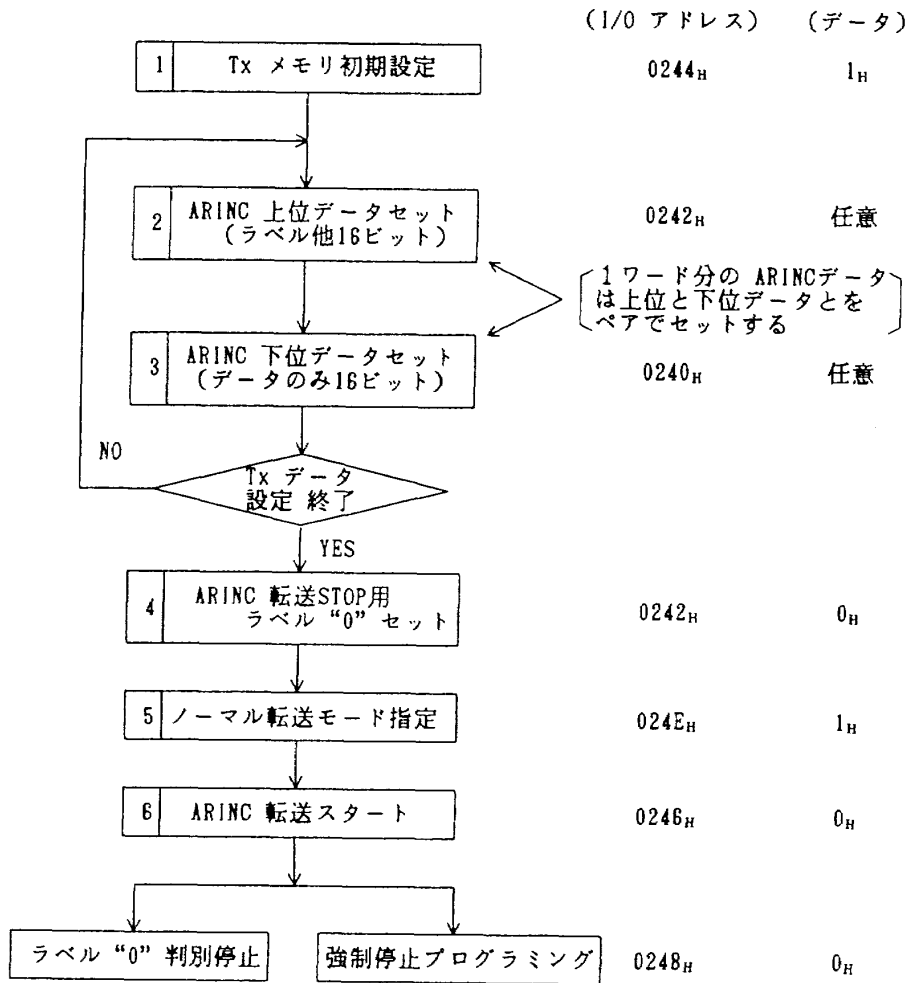 (I/O アドレス) (データ)
1 Tx メモリ初期設定 0244H 1H
2 ARINC 上位データセット
(ラベル他16ビット) 0242H 任意
1ワード分の ARINCデータ
は上位と下位データとを
ペアでセットする
3 ARINC 下位データセット
(データのみ16ビット) 0240H 任意
NO
Tx データ
設定 終了
YES
4 ARINC 転送STOP用
ラベル “0” セット 0242H 0H
5 ノーマル転送モード指定 024EH 1H
6 ARINC 転送スタート 0246H 0H
ラベル “0” 判別停止 強制停止プログラミング 0248H 0H